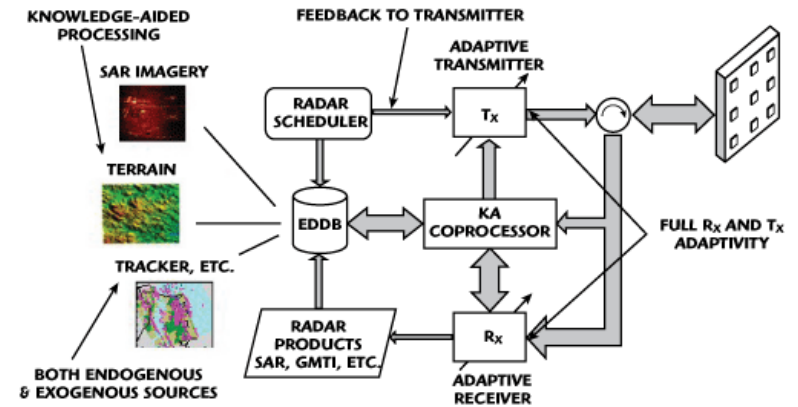 KNOWLEDGE-AIDED
PROCESSING
SAR IMAGERY
TERRAIN
TRACKER, ETC.
BOTH ENDOGENOUS
& EXOGENOUS SOURCES
FEEDBACK TO TRANSMITTER
RADAR
SCHEDULER
EDDB
RADAR
PRODUCTS
SAR, GMTI, ETC.
ADAPTIVE
TRANSMITTER
TX
KA
COPROCESSOR
RX
ADAPTIVE
RECEIVER
FULL RX AND TX
ADAPTIVITY